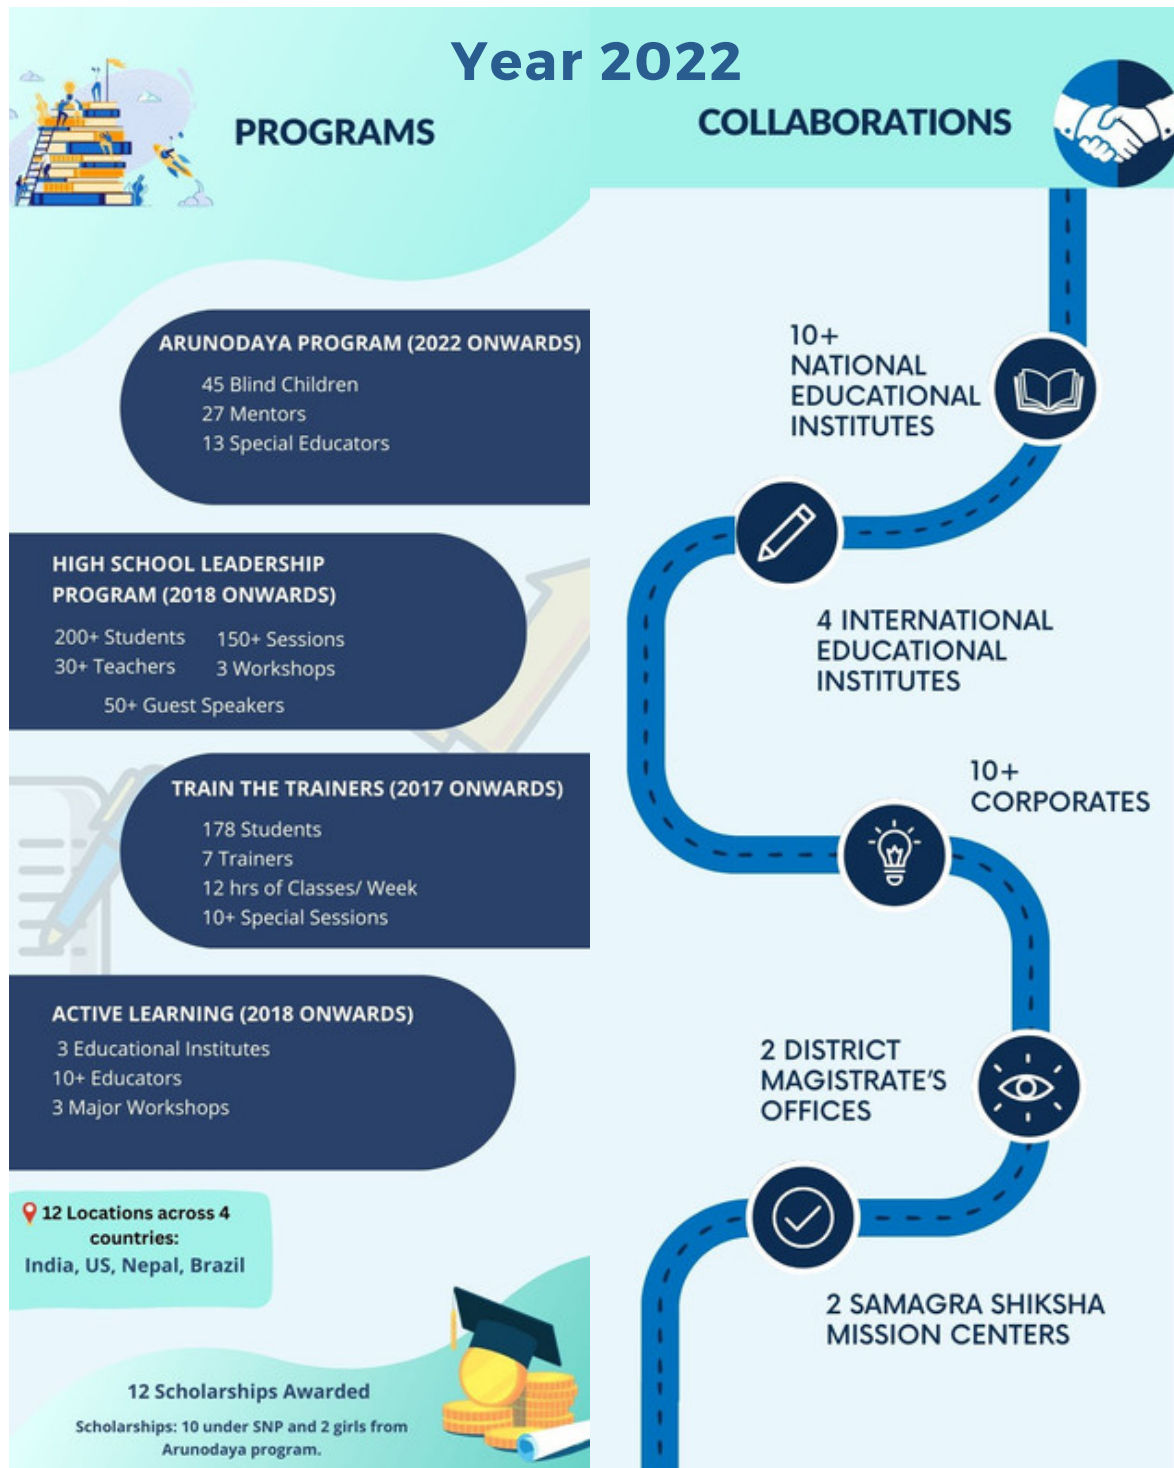 Year 2022
PROGRAMS
ARUNODAYA PROGRAM (2022 ONWARDS)
45 Blind Children
27 Mentors
13 Special Educators
HIGH SCHOOL LEADERSHIP
PROGRAM (2018 ONWARDS)
200+ Students 150+ Sessions
30+ Teachers 3 Workshops
50+ Guest Speakers
TRAIN THE TRAINERS (2017 ONWARDS)
178 Students
7 Trainers
12 hrs of Classes/ Week
10+ Special Sessions
ACTIVE LEARNING (2018 ONWARDS)
3 Educational Institutes
10+ Educators
3 Major Workshops
12 Locations across 4
countries:
India, US, Nepal, Brazil
12 Scholarships Awarded
Scholarships: 10 under SNP and 2 girls from
Arunodaya program.
COLLABORATIONS
10+
NATIONAL
EDUCATIONAL
INSTITUTES
4 INTERNATIONAL
EDUCATIONAL
INSTITUTES
10+
CORPORATES
2 DISTRICT
MAGISTRATE'S
OFFICES
2 SAMAGRA SHIKSHA
MISSION CENTERS